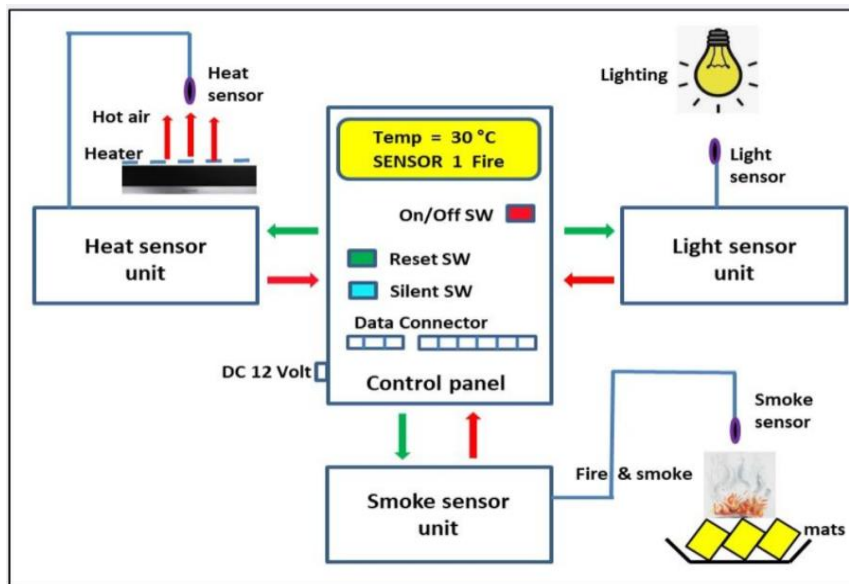 Heat
sensor
Hot air
Heater
Heat sensor
unit
Temp = 30 °C
SENSOR 1 Fire
On/Off SW
Reset SW
Silent SW
Data Connector
DC 12 Volt
Control panel
Lighting
Light
sensor
Light sensor
unit
Smoke
sensor
Fire & smoke
mats
Smoke sensor
unit